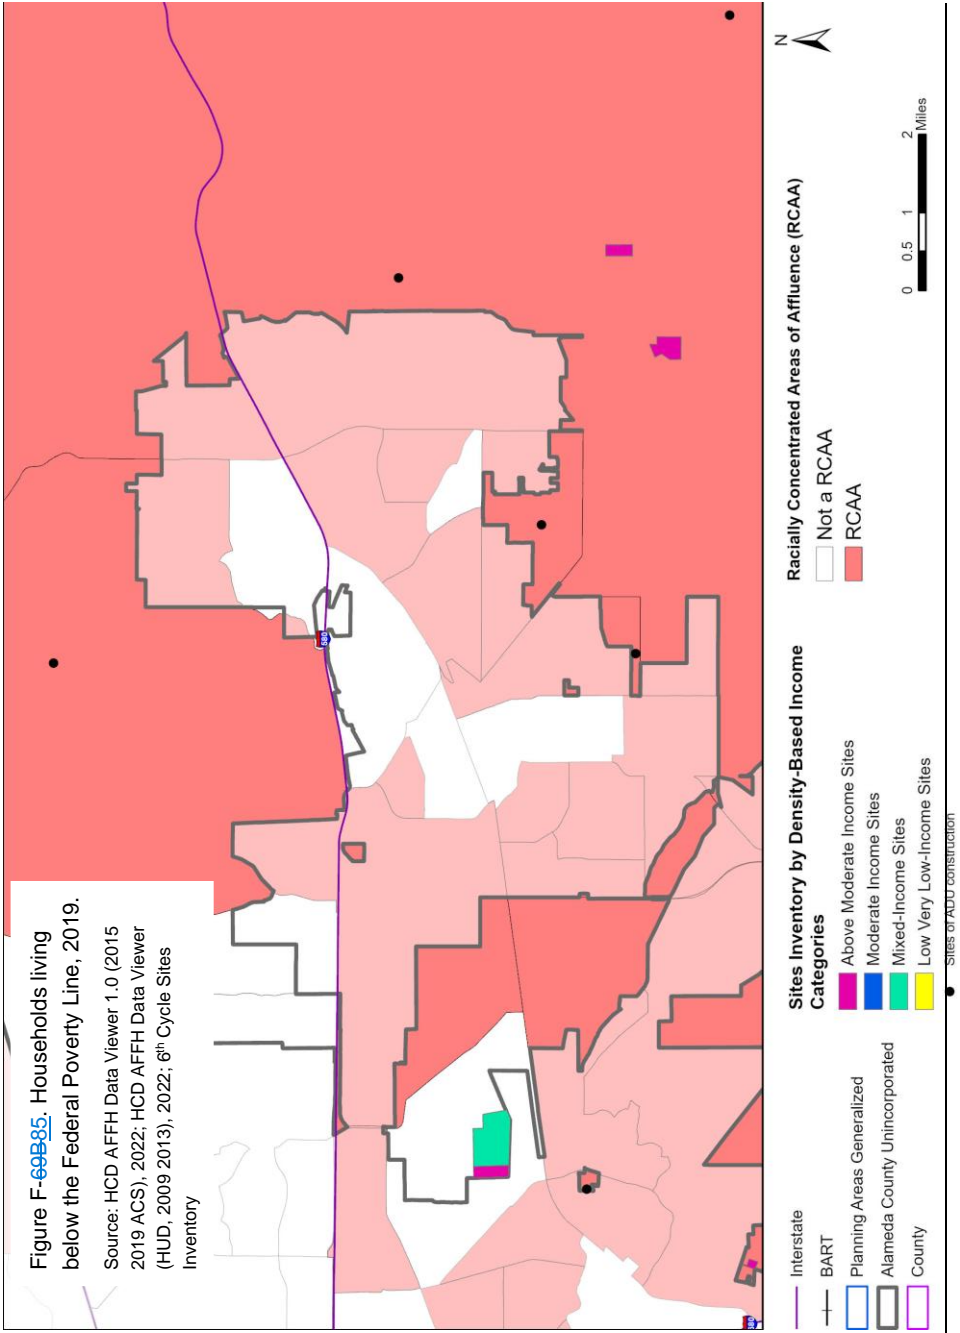 Figure F-69B85. Households living
below the Federal Poverty Line, 2019.
Source: HCD AFFH Data Viewer 1.0 (2015
2019 ACS), 2022; HCD AFFH Data Viewer
(HUD, 2009 2013), 2022; 6th Cycle Sites
Inventory
680
680
Interstate
BART
Planning Areas Generalized
Alameda County Unincorporated
County
Sites Inventory by Density-Based Income
Categories
Above Moderate Income Sites
Moderate Income Sites
Mixed-Income Sites
Low Very Low-Income Sites
Sites of ADU construction
Racially Concentrated Areas of Affluence (RCAA)
Not a RCAA
RCAA
N
0 0.5 1 2
Miles